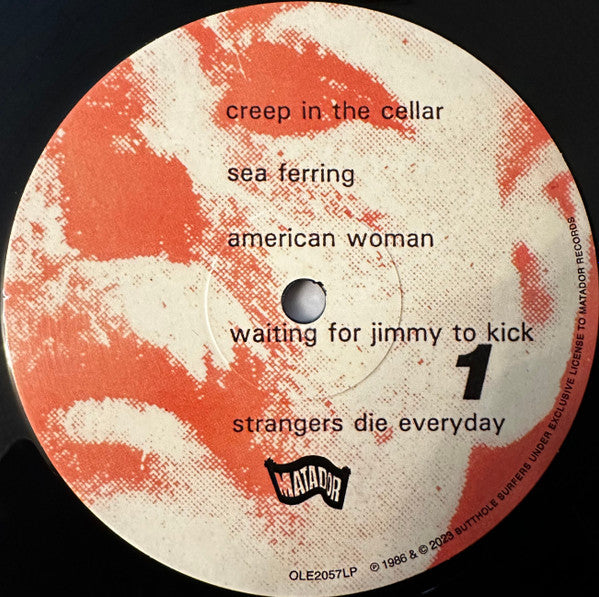 creep in the cellar
sea ferring
american woman
waiting for jimmy to kick
1
strangers die everyday
MATADOR
OLE2057LP
℗ 1986 & © 2023 BUTTHOLE SURFERS UNDER EXCLUSIVE LICENSE TO MATADOR RECORDS